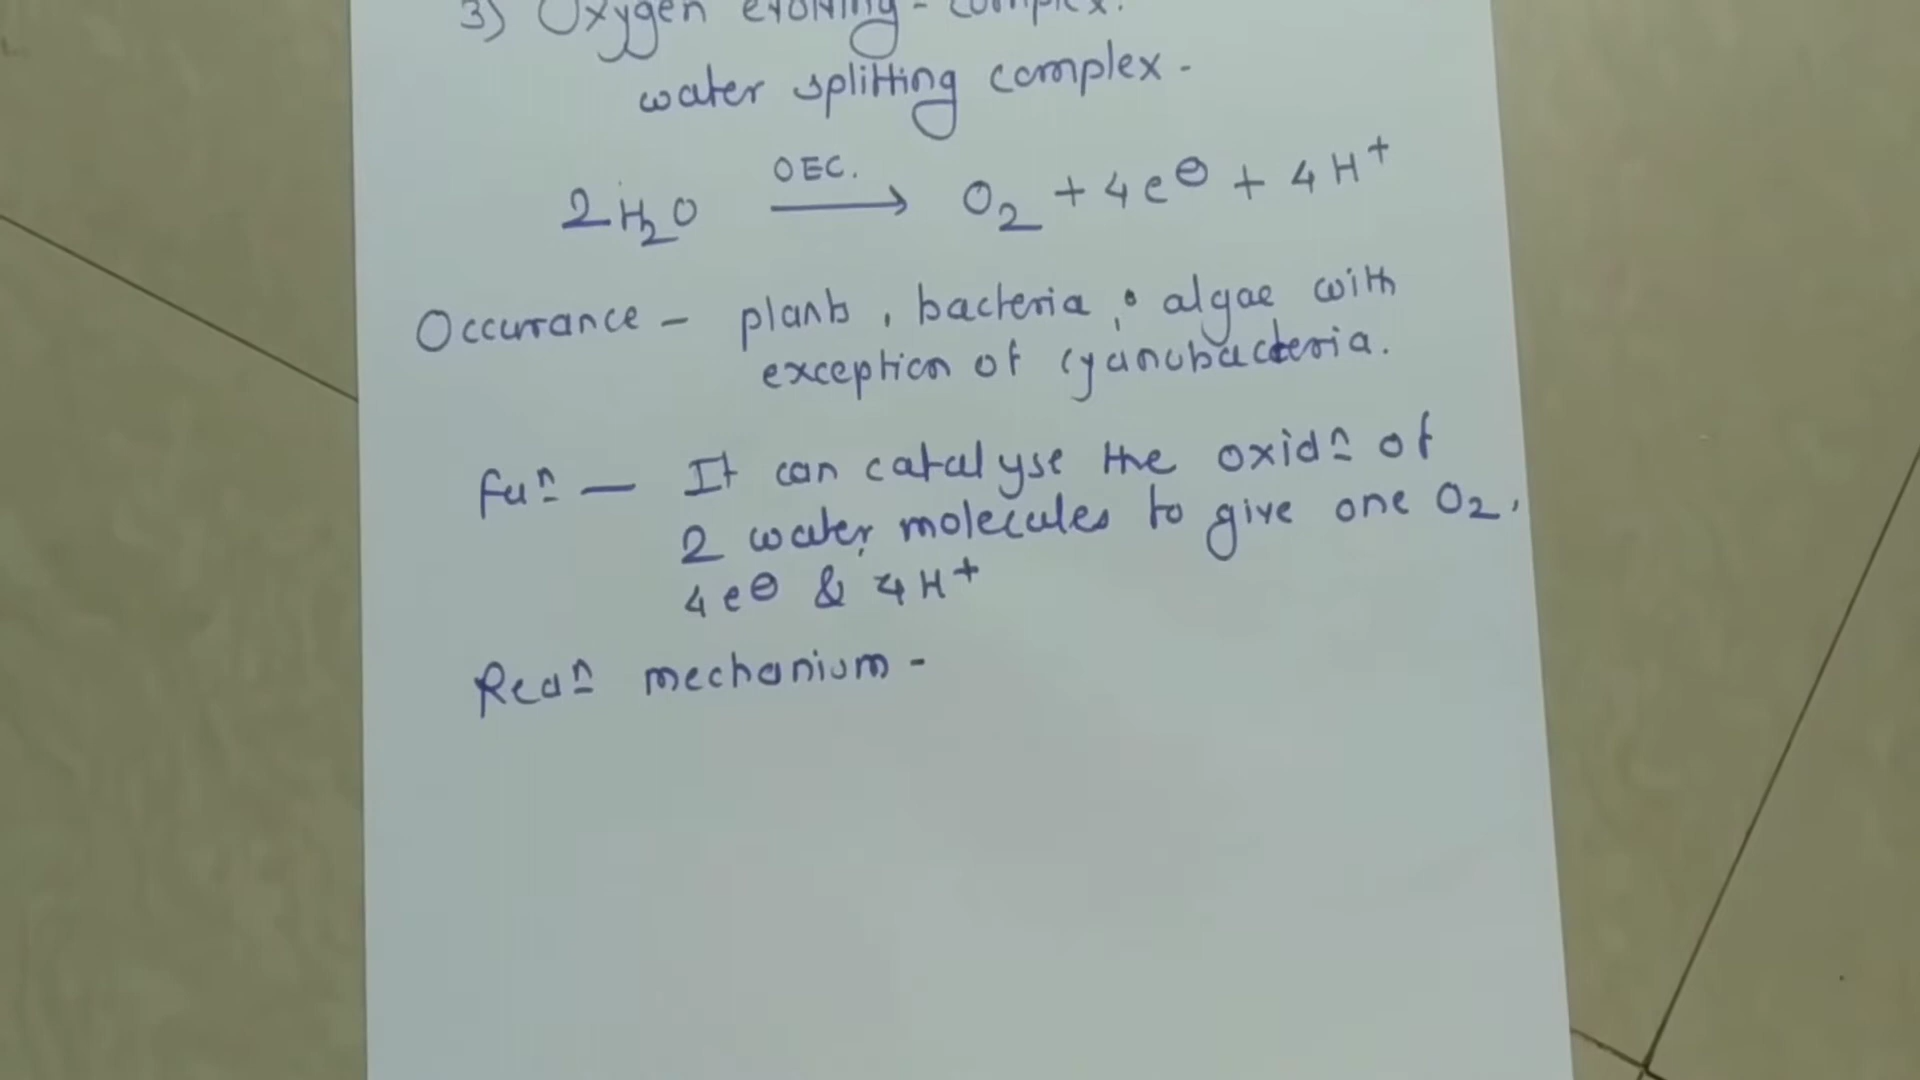 3) Oxygen evolving - complex.
water splitting complex -
OEC.
2H₂O ⟶ O₂ + 4e⊖ + 4H⁺
Occurrance - plants, bacteria, algae with
exception of cyanobacteria.
fuⁿ — It can catalyse the oxidⁿ of
2 water molecules to give one O₂,
4e⊖ & 4H⁺
Reaⁿ mechanism -